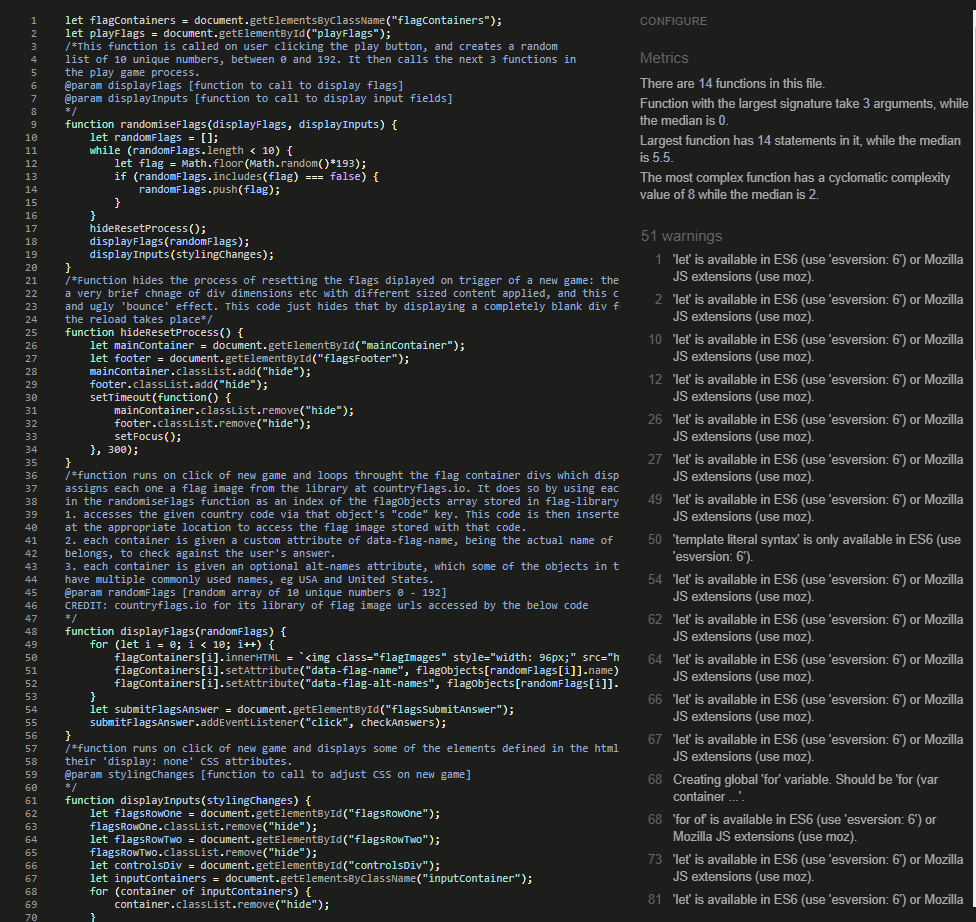 1 let flagContainers = document.getElementsByClassName("flagContainers");
2 let playFlags = document.getElementById("playFlags");
3 /*This function is called on user clicking the play button, and creates a random
4 list of 10 unique numbers, between 0 and 192. It then calls the next 3 functions in
5 the play game process.
6 @param displayFlags [function to call to display flags]
7 @param displayInputs [function to call to display input fields]
8 */
9 function randomiseFlags(displayFlags, displayInputs) {
10 let randomFlags = [];
11 while (randomFlags.length < 10) {
12 let flag = Math.floor(Math.random()*193);
13 if (randomFlags.includes(flag) === false) {
14 randomFlags.push(flag);
15 }
16 }
17 hideResetProcess();
18 displayFlags(randomFlags);
19 displayInputs(stylingChanges);
20 }
21 /*Function hides the process of resetting the flags diplayed on trigger of a new game: the
22 a very brief chnage of div dimensions etc with different sized content applied, and this c
23 and ugly 'bounce' effect. This code just hides that by displaying a completely blank div f
24 the reload takes place*/
25 function hideResetProcess() {
26 let mainContainer = document.getElementById("mainContainer");
27 let footer = document.getElementById("flagsFooter");
28 mainContainer.classList.add("hide");
29 footer.classList.add("hide");
30 setTimeout(function() {
31 mainContainer.classList.remove("hide");
32 footer.classList.remove("hide");
33 setFocus();
34 }, 300);
35 }
36 /*function runs on click of new game and loops throught the flag container divs which disp
37 assigns each one a flag image from the library at countryflags.io. It does so by using eac
38 in the randomiseFlags function as an index of the flagObjects array stored in flag-library
39 1. accesses the given country code via that object's "code" key. This code is then inserte
40 at the appropriate location to access the flag image stored with that code.
41 2. each container is given a custom attribute of data-flag-name, being the actual name of
42 belongs, to check against the user's answer.
43 3. each container is given an optional alt-names attribute, which some of the objects in t
44 have multiple commonly used names, eg USA and United States.
45 @param randomFlags [random array of 10 unique numbers 0 - 192]
46 CREDIT: countryflags.io for its library of flag image urls accessed by the below code
47 */
48 function displayFlags(randomFlags) {
49 for (let i = 0; i < 10; i++) {
50 flagContainers[i].innerHTML = `<img class="flagImages" style="width: 96px;" src="h
51 flagContainers[i].setAttribute("data-flag-name", flagObjects[randomFlags[i]].name)
52 flagContainers[i].setAttribute("data-flag-alt-names", flagObjects[randomFlags[i]].
53 }
54 let submitFlagsAnswer = document.getElementById("flagsSubmitAnswer");
55 submitFlagsAnswer.addEventListener("click", checkAnswers);
56 }
57 /*function runs on click of new game and displays some of the elements defined in the html
58 their 'display: none' CSS attributes.
59 @param stylingChanges [function to call to adjust CSS on new game]
60 */
61 function displayInputs(stylingChanges) {
62 let flagsRowOne = document.getElementById("flagsRowOne");
63 flagsRowOne.classList.remove("hide");
64 let flagsRowTwo = document.getElementById("flagsRowTwo");
65 flagsRowTwo.classList.remove("hide");
66 let controlsDiv = document.getElementById("controlsDiv");
67 let inputContainers = document.getElementsByClassName("inputContainer");
68 for (container of inputContainers) {
69 container.classList.remove("hide");
70 }
CONFIGURE
Metrics
There are 14 functions in this file.
Function with the largest signature take 3 arguments, while
the median is 0.
Largest function has 14 statements in it, while the median
is 5.5.
The most complex function has a cyclomatic complexity
value of 8 while the median is 2.
51 warnings
1 'let' is available in ES6 (use 'esversion: 6') or Mozilla
JS extensions (use moz).
2 'let' is available in ES6 (use 'esversion: 6') or Mozilla
JS extensions (use moz).
10 'let' is available in ES6 (use 'esversion: 6') or Mozilla
JS extensions (use moz).
12 'let' is available in ES6 (use 'esversion: 6') or Mozilla
JS extensions (use moz).
26 'let' is available in ES6 (use 'esversion: 6') or Mozilla
JS extensions (use moz).
27 'let' is available in ES6 (use 'esversion: 6') or Mozilla
JS extensions (use moz).
49 'let' is available in ES6 (use 'esversion: 6') or Mozilla
JS extensions (use moz).
50 'template literal syntax' is only available in ES6 (use
'esversion: 6').
54 'let' is available in ES6 (use 'esversion: 6') or Mozilla
JS extensions (use moz).
62 'let' is available in ES6 (use 'esversion: 6') or Mozilla
JS extensions (use moz).
64 'let' is available in ES6 (use 'esversion: 6') or Mozilla
JS extensions (use moz).
66 'let' is available in ES6 (use 'esversion: 6') or Mozilla
JS extensions (use moz).
67 'let' is available in ES6 (use 'esversion: 6') or Mozilla
JS extensions (use moz).
68 Creating global 'for' variable. Should be 'for (var
container ...'.
68 'for of' is available in ES6 (use 'esversion: 6') or
Mozilla JS extensions (use moz).
73 'let' is available in ES6 (use 'esversion: 6') or Mozilla
JS extensions (use moz).
81 'let' is available in ES6 (use 'esversion: 6') or Mozilla